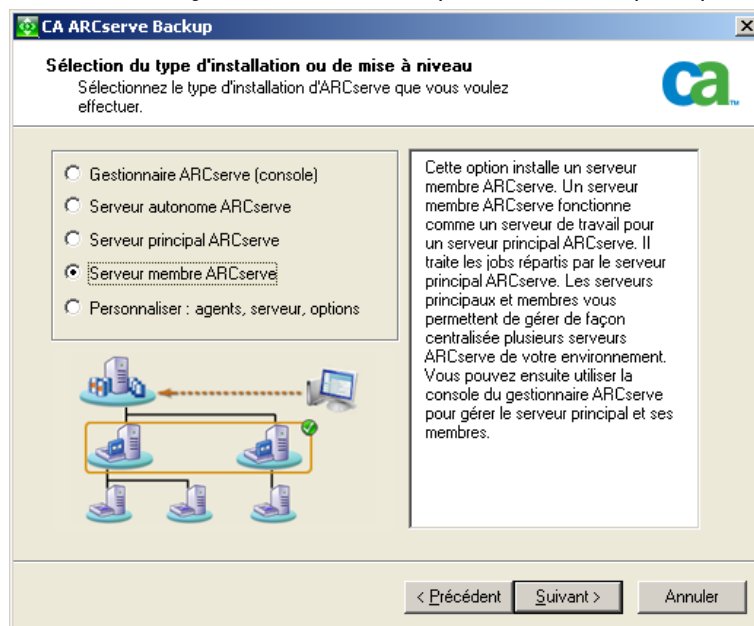 CA ARCserve Backup
Sélection du type d'installation ou de mise à niveau
Sélectionnez le type d'installation d'ARCserve que vous voulez
effectuer.
ca
TM
Gestionnaire ARCserve (console)
Serveur autonome ARCserve
Serveur principal ARCserve
Serveur membre ARCserve
Personnaliser : agents, serveur, options
Cette option installe un serveur
membre ARCserve. Un serveur
membre ARCserve fonctionne
comme un serveur de travail pour
un serveur principal ARCserve. Il
traite les jobs répartis par le serveur
principal ARCserve. Les serveurs
principaux et membres vous
permettent de gérer de façon
centralisée plusieurs serveurs
ARCserve de votre environnement.
Vous pouvez ensuite utiliser la
console du gestionnaire ARCserve
pour gérer le serveur principal et ses
membres.
< Précédent
Suivant >
Annuler